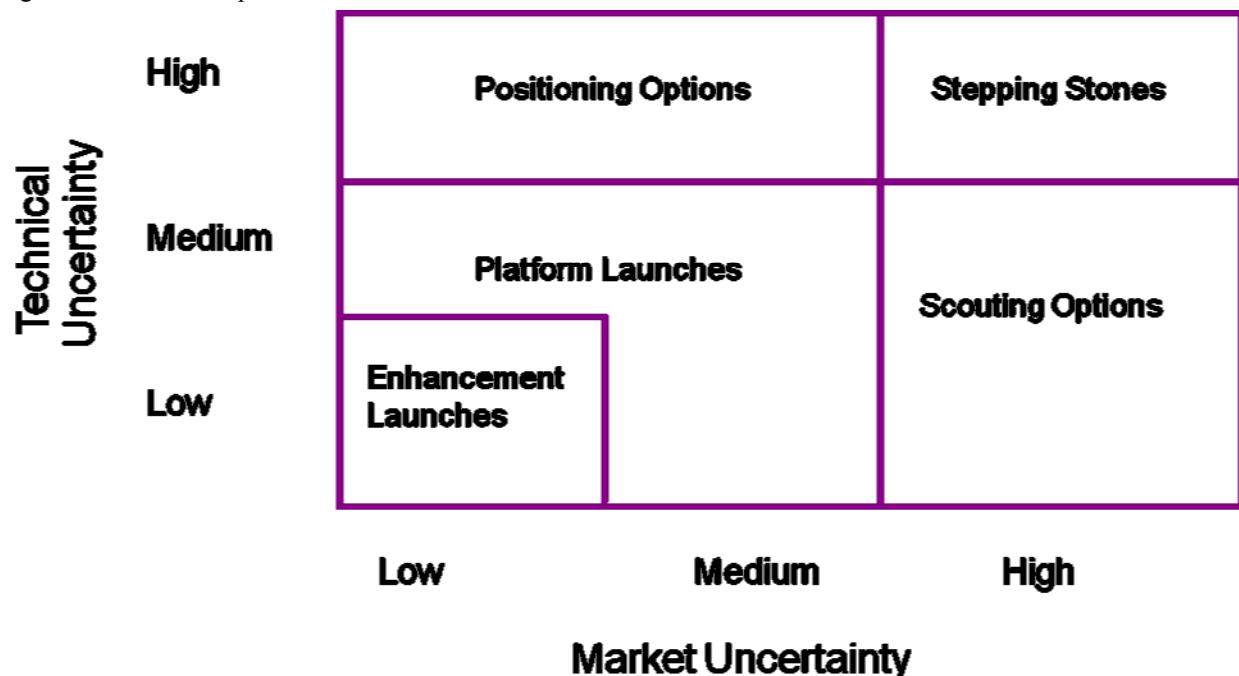 High
Positioning Options
Stepping Stones
Technical
Uncertainty
Medium
Platform Launches
Scouting Options
Low
Enhancement
Launches
Low
Medium
High
Market Uncertainty